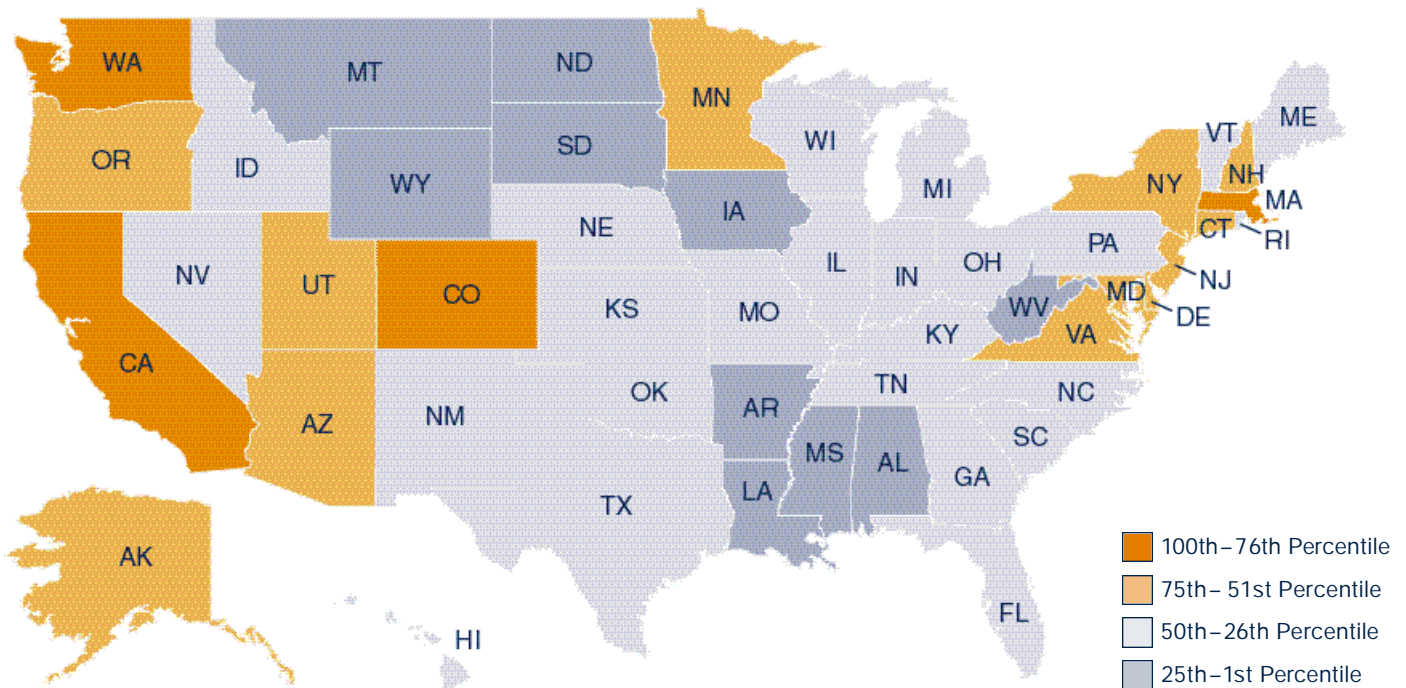 WA
MT
ND
MN
OR
ID
WY
SD
WI
MI
VT
ME
NH
NY
MA
CT
RI
IA
NE
PA
NJ
NV
UT
CO
KS
MO
IL
IN
OH
WV
MD
DE
VA
KY
CA
AZ
NM
OK
AR
TN
NC
SC
MS
AL
GA
LA
TX
AK
HI
FL
100th–76th Percentile
75th–51st Percentile
50th–26th Percentile
25th–1st Percentile